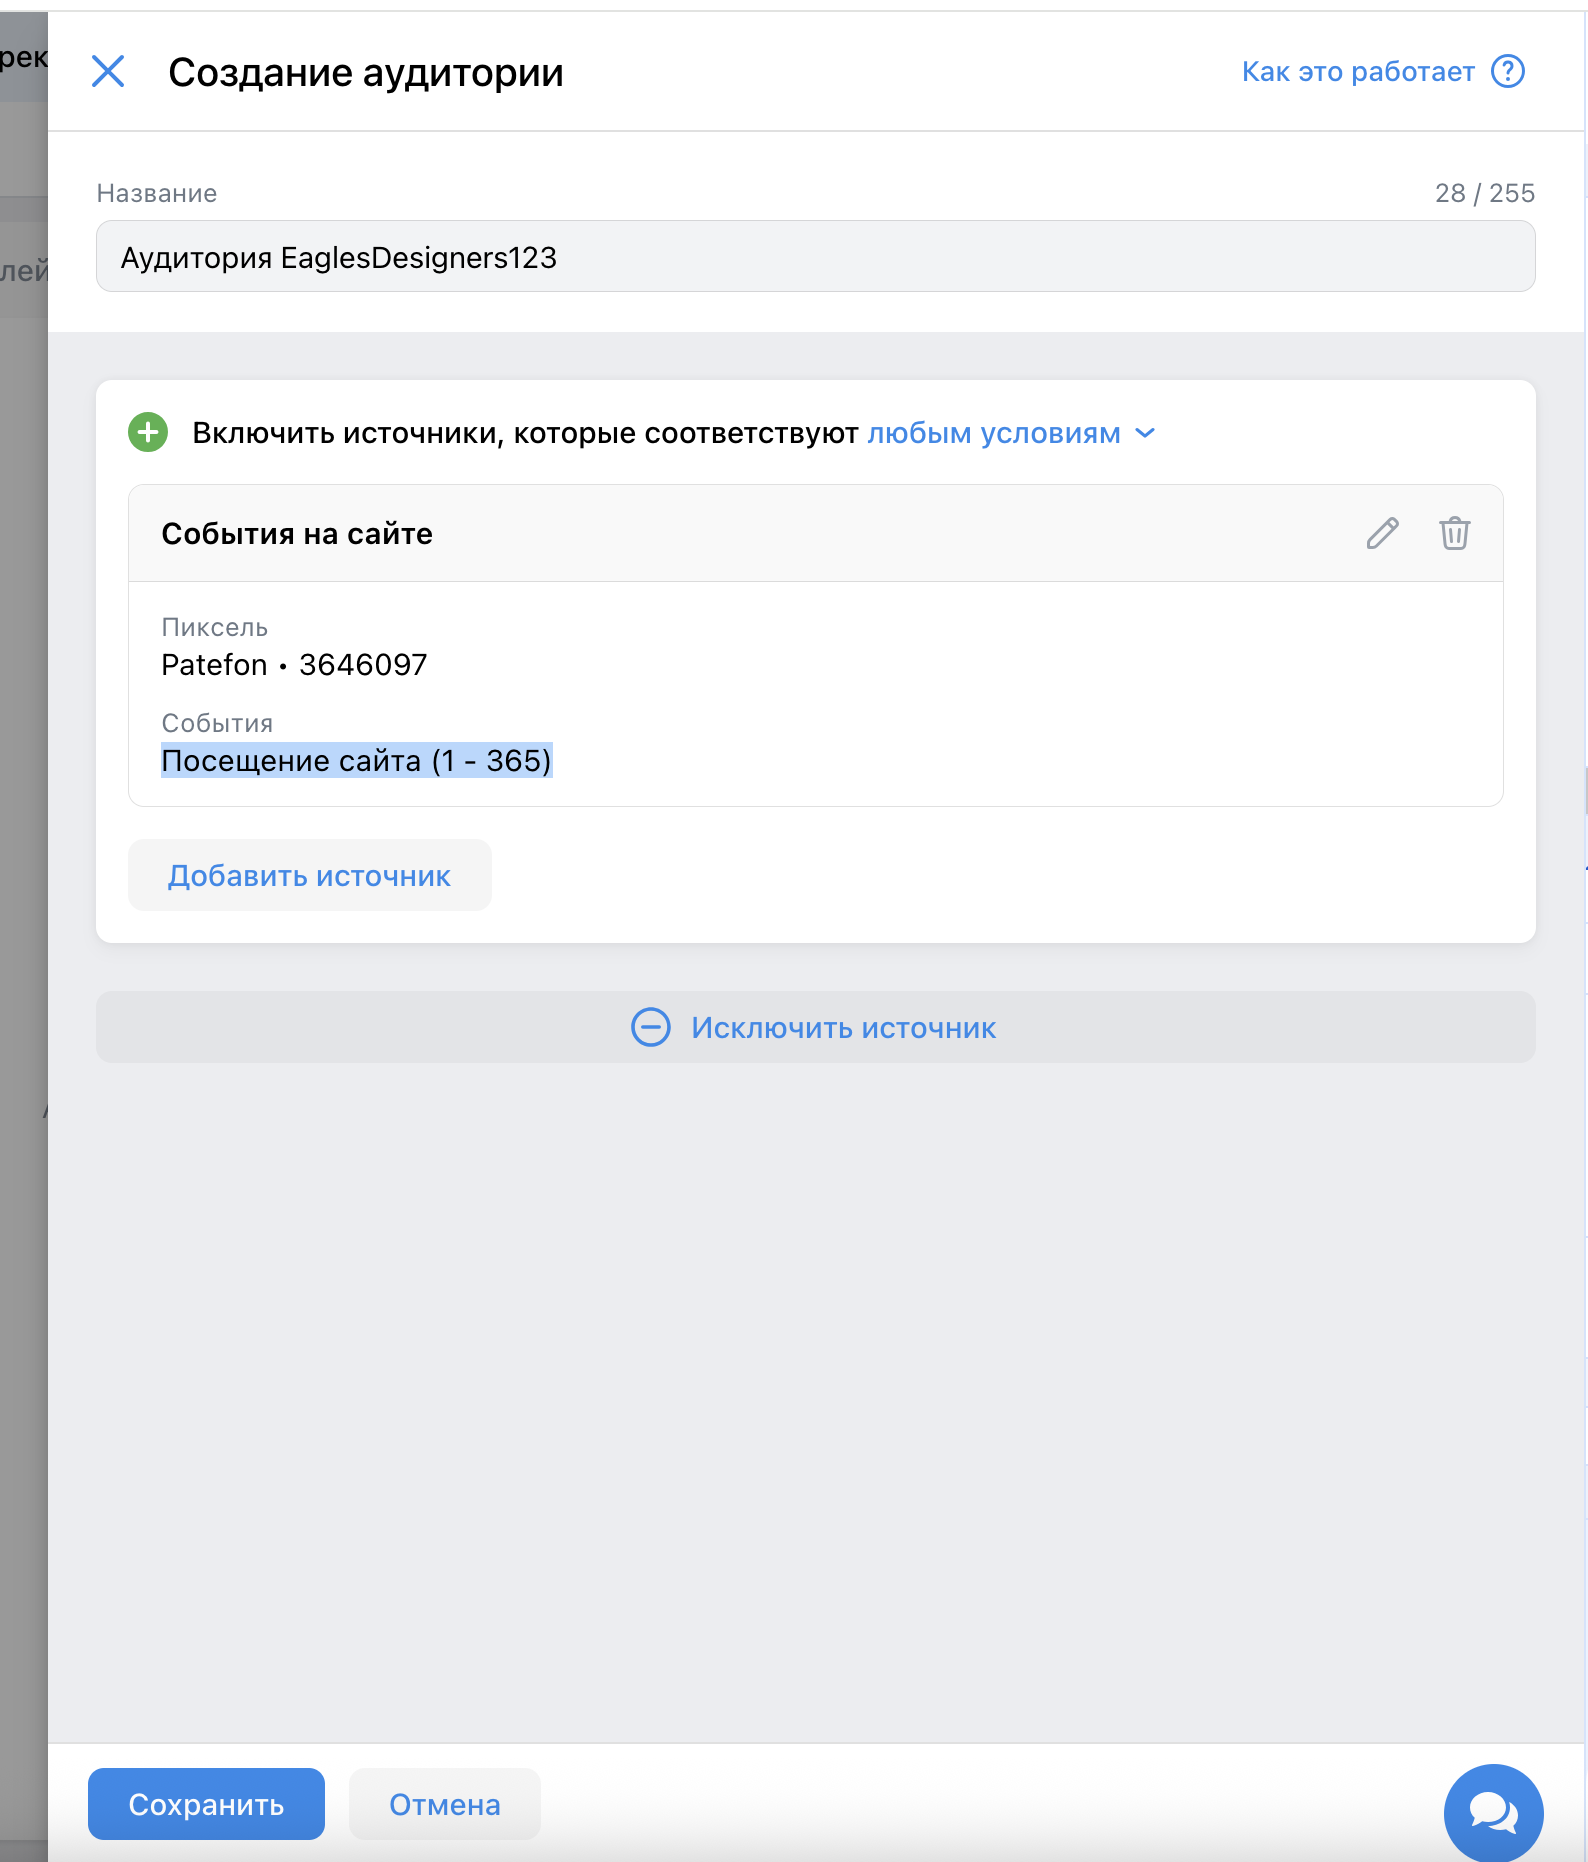 рек
Создание аудитории
Как это работает
Название
28 / 255
Аудитория EaglesDesigners123
лей
Включить источники, которые соответствуют любым условиям
События на сайте
Пиксель
Patefon • 3646097
События
Посещение сайта (1 - 365)
Добавить источник
Исключить источник
Сохранить
Отмена